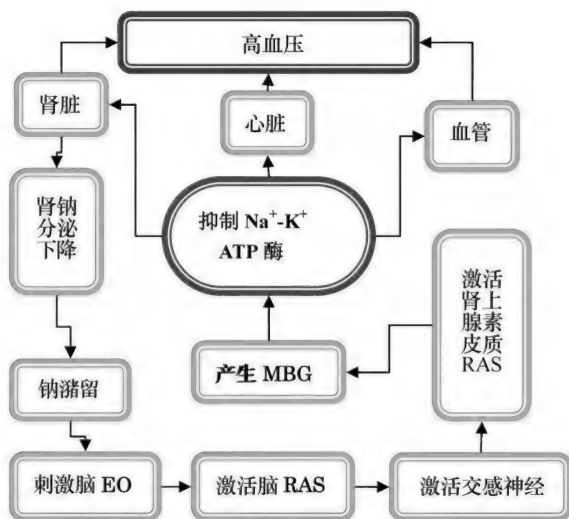 高血压
肾脏
心脏
血管
肾钠
分泌
下降
抑制 Na⁺-K⁺
ATP 酶
激活
肾上
腺素
皮质
RAS
产生 MBG
钠潴留
刺激脑 EO
激活脑 RAS
激活交感神经